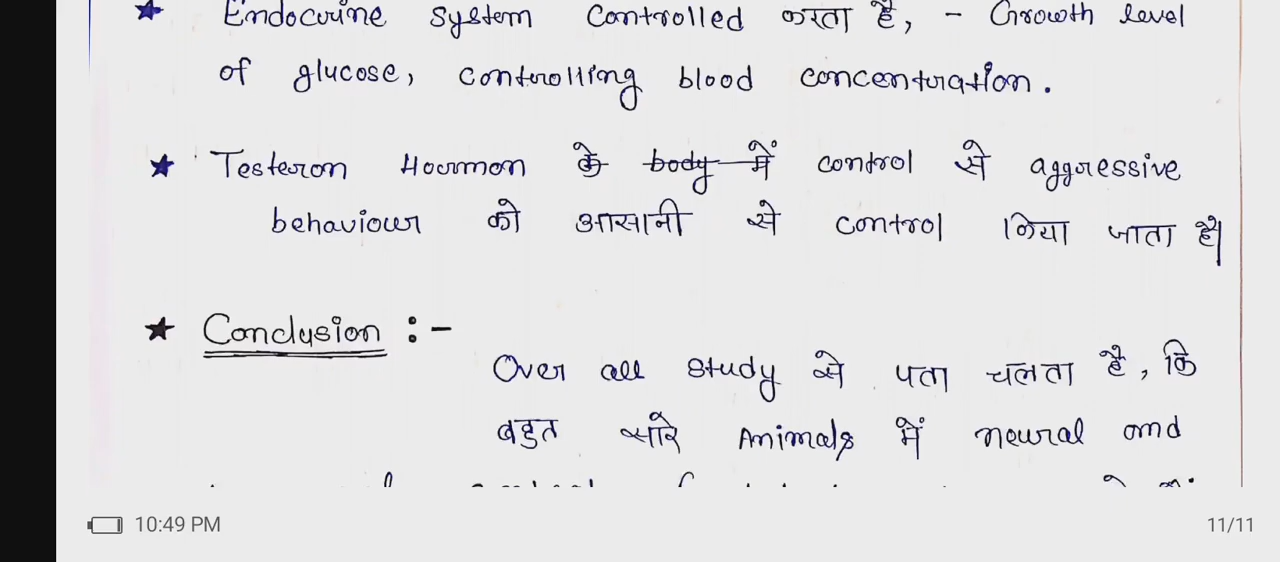 ★ Endocrine system controlled करता है, - Growth level
of glucose, controlling blood concentration.
★ Testeron Hormon के body में control से aggressive
behaviour को आसानी से control किया जाता है।
★ Conclusion :-
Over all study से पता चलता है, कि
बहुत सारे Animals में neural and
10:49 PM
11/11